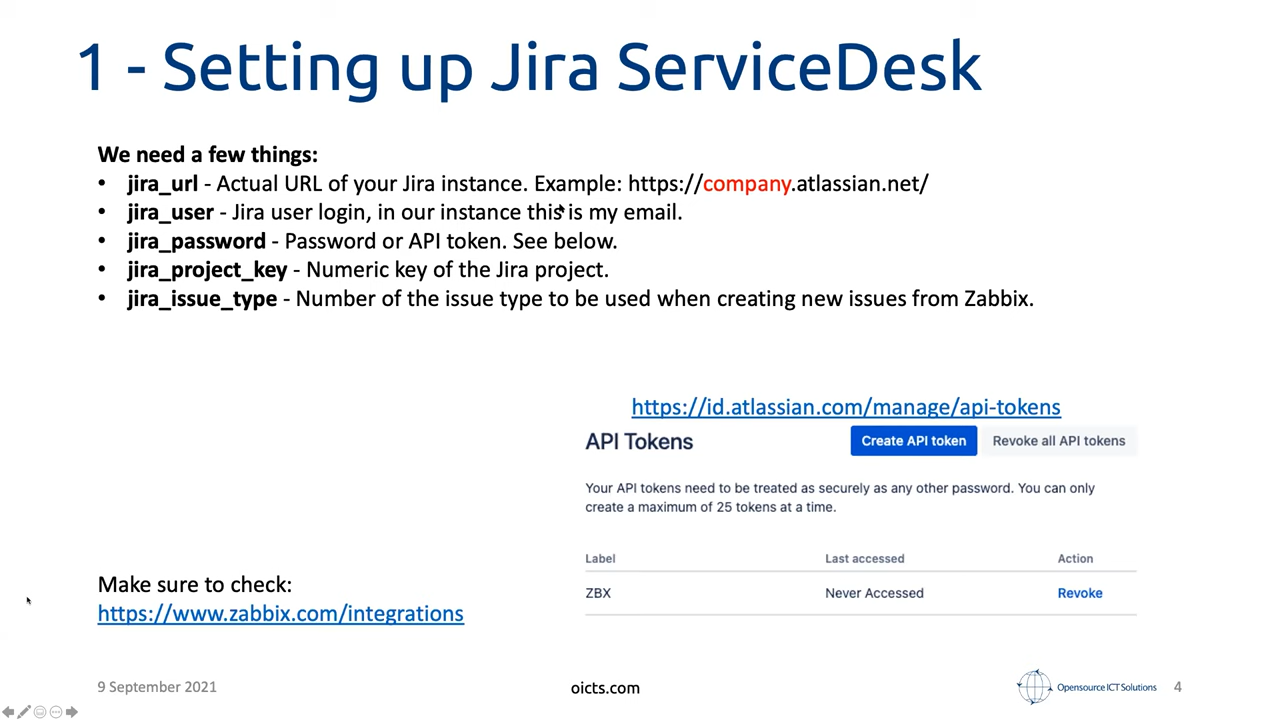 1 - Setting up Jira ServiceDesk
We need a few things:
• jira_url - Actual URL of your Jira instance. Example: https://company.atlassian.net/
• jira_user - Jira user login, in our instance this is my email.
• jira_password - Password or API token. See below.
• jira_project_key - Numeric key of the Jira project.
• jira_issue_type - Number of the issue type to be used when creating new issues from Zabbix.
https://id.atlassian.com/manage/api-tokens
API Tokens
Create API token
Revoke all API tokens
Your API tokens need to be treated as securely as any other password. You can only
create a maximum of 25 tokens at a time.
Label Last accessed Action
ZBX Never Accessed Revoke
Make sure to check:
https://www.zabbix.com/integrations
9 September 2021
oicts.com
Opensource ICT Solutions
4